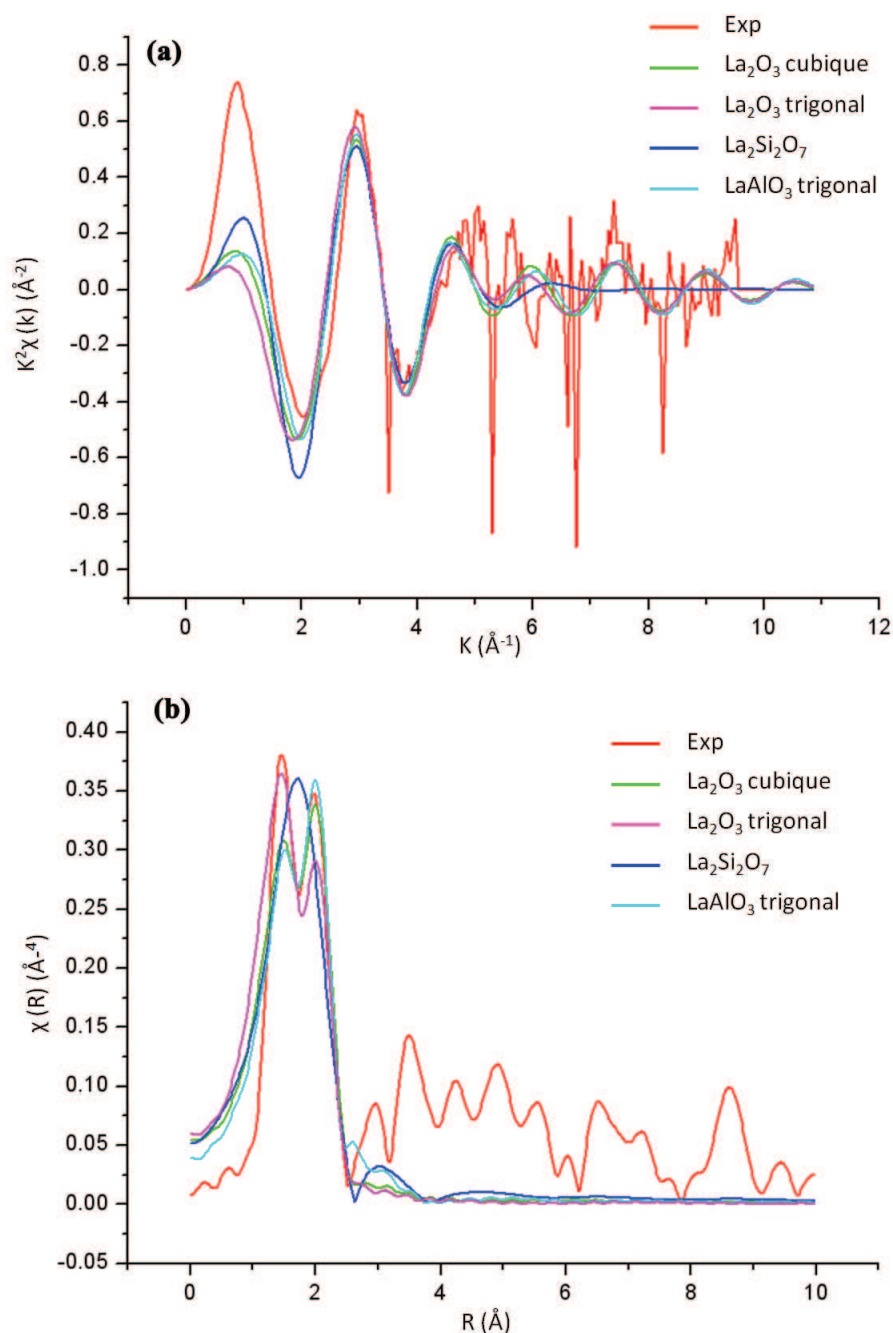 (a)
Exp
La₂O₃ cubique
La₂O₃ trigonal
La₂Si₂O₇
LaAlO₃ trigonal
K²χ(k) (Å⁻²)
0.8
0.6
0.4
0.2
0.0
-0.2
-0.4
-0.6
-0.8
-1.0
0 2 4 6 8 10 12
K (Å⁻¹)
(b)
Exp
La₂O₃ cubique
La₂O₃ trigonal
La₂Si₂O₇
LaAlO₃ trigonal
χ(R) (Å-⁴)
0.40
0.35
0.30
0.25
0.20
0.15
0.10
0.05
0.00
-0.05
0 2 4 6 8 10
R (Å)